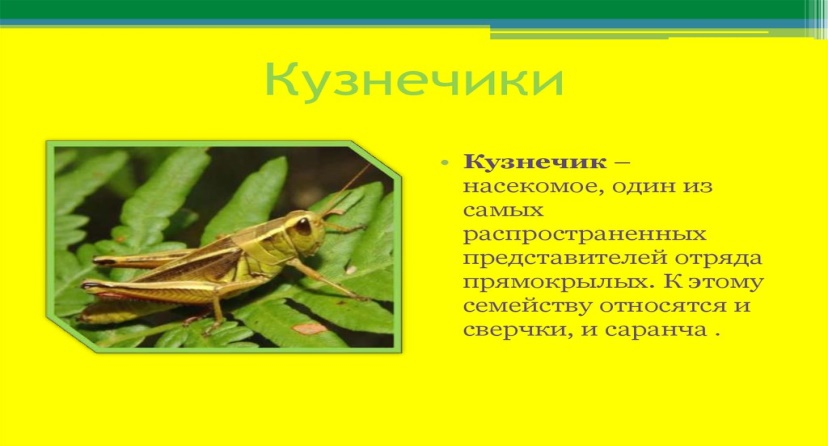 Кузнечики
Кузнечик –
насекомое, один из
самых
распространенных
представителей отряда
прямокрылых. К этому
семейству относятся и
сверчки, и саранча .